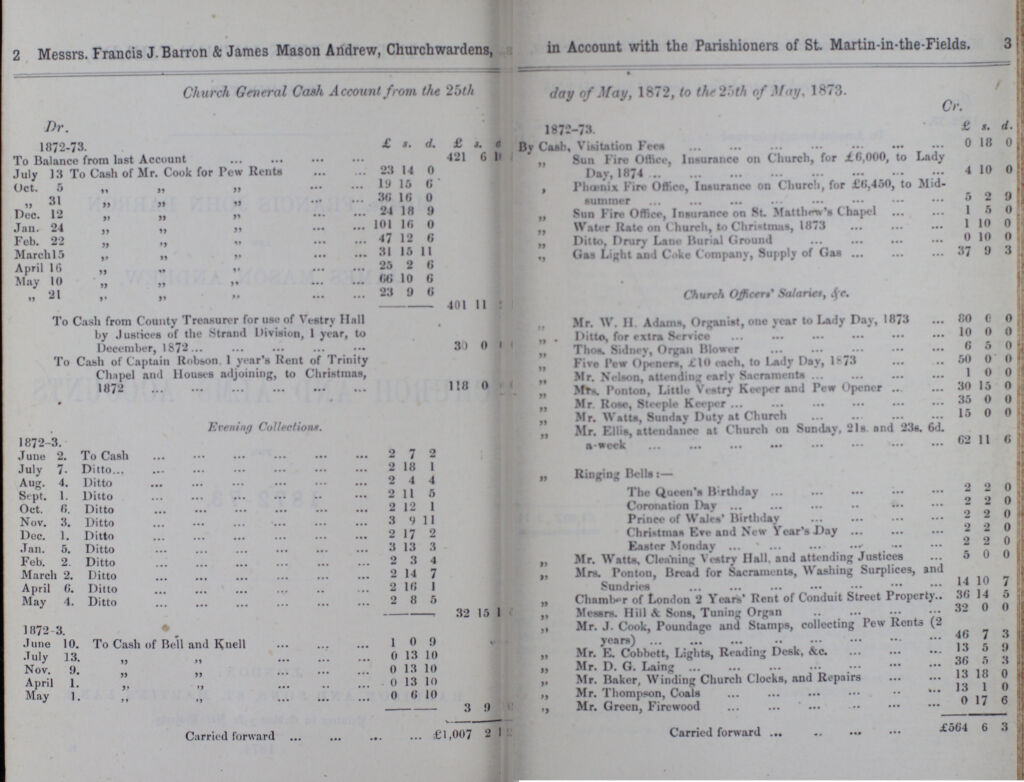 2 Messrs. Francis J. Barron & James Mason Andrew, Churchwardens,
Church General Cash Account from the 25th
Dr.
1872-73. £ s. d. £ s. d
To Balance from last Account ... ... ... ... 421 6 1
July 13 To Cash of Mr. Cook for Pew Rents ... ... 23 14 0
Oct. 5 „ „ „ ... ... 19 15 6
„ 31 „ „ „ ... ... 36 16 0
Dec. 12 „ „ „ ... ... 24 18 9
Jan. 24 „ „ „ ... ... 101 16 0
Feb. 22 „ „ „ ... ... 47 12 6
March 15 „ „ „ ... ... 31 15 11
April 16 „ „ „ ... ... 25 2 6
May 10 „ „ „ ... ... 66 10 6
„ 21 „ „ „ ... ... 23 9 6
401 11
To Cash from County Treasurer for use of Vestry Hall
by Justices of the Strand Division, 1 year, to
December, 1872 ... ... ... ... ... 30 0
To Cash of Captain Robson, 1 year's Rent of Trinity
Chapel and Houses adjoining, to Christmas,
1872 ... ... ... ... ... ... 118 0
Evening Collections.
1872-3.
June 2. To Cash ... ... ... ... ... ... 2 7 2
July 7. Ditto... ... ... ... ... ... 2 18 1
Aug. 4. Ditto ... ... ... ... ... ... 2 4 4
Sept. 1. Ditto ... ... ... ... ... ... 2 11 5
Oct. 6. Ditto ... ... ... ... ... ... 2 12 1
Nov. 3. Ditto ... ... ... ... ... ... 3 9 11
Dec. 1. Ditto ... ... ... ... ... ... 2 17 2
Jan. 5. Ditto ... ... ... ... ... ... 3 13 3
Feb. 2. Ditto ... ... ... ... ... ... 2 3 4
March 2. Ditto ... ... ... ... ... ... 2 14 7
April 6. Ditto ... ... ... ... ... ... 2 16 1
May 4. Ditto ... ... ... ... ... ... 2 8 5
32 15 1
1872-3.
June 10. To Cash of Bell and Knell ... ... ... 1 0 9
July 13. „ „ ... ... ... ... 0 13 10
Nov. 9. „ „ ... ... ... ... 0 13 10
April 1. „ „ ... ... ... ... 0 13 10
May 1. „ „ ... ... ... ... 0 6 10
3 9
Carried forward ... ... ... ... £1,007 2 1
in Account with the Parishioners of St. Martin-in-the-Fields. 3
day of May, 1872, to the 25th of May, 1873.
Cr.
1872-73. £ s. d.
By Cash, Visitation Fees ... ... ... ... ... ... 0 18 0
„ Sun Fire Office, Insurance on Church, for £6,000, to Lady
Day, 1874 ... ... ... ... ... ... ... 4 10 0
„ Phœnix Fire Office, Insurance on Church, for £6,450, to Mid-
summer ... ... ... ... ... ... ... 5 2 9
„ Sun Fire Office, Insurance on St. Matthew's Chapel ... ... 1 5 0
„ Water Rate on Church, to Christmas, 1873 ... ... ... 1 10 0
„ Ditto, Drury Lane Burial Ground ... ... ... ... 0 10 0
„ Gas Light and Coke Company, Supply of Gas ... ... ... 37 9 3
Church Officers' Salaries, &c.
„ Mr. W. H. Adams, Organist, one year to Lady Day, 1873 ... 80 0 0
„ Ditto, for extra Service ... ... ... ... ... 10 0 0
„ Thos. Sidney, Organ Blower ... ... ... ... ... 6 5 0
„ Five Pew Openers, £10 each, to Lady Day, 1873 ... ... 50 0 0
„ Mr. Nelson, attending early Sacraments ... ... ... ... 1 0 0
„ Mrs. Ponton, Little Vestry Keeper and Pew Opener ... ... 30 15 0
„ Mr. Rose, Steeple Keeper ... ... ... ... ... ... 35 0 0
„ Mr. Watts, Sunday Duty at Church ... ... ... ... 15 0 0
„ Mr. Ellis, attendance at Church on Sunday, 21s. and 23s. 6d.
a-week ... ... ... ... ... ... ... 62 11 6
„ Ringing Bells:—
The Queen's Birthday ... ... ... ... ... 2 2 0
Coronation Day ... ... ... ... ... ... 2 2 0
Prince of Wales' Birthday ... ... ... ... 2 2 0
Christmas Eve and New Year's Day ... ... ... 2 2 0
Easter Monday ... ... ... ... ... ... 2 2 0
„ Mr. Watts, Cleaning Vestry Hall, and attending Justices ... 5 0 0
„ Mrs. Ponton, Bread for Sacraments, Washing Surplices, and
Sundries ... ... ... ... ... ... ... 14 10 7
„ Chamber of London 2 Years' Rent of Conduit Street Property.. 36 14 5
„ Messrs. Hill & Sons, Tuning Organ ... ... ... ... 32 0 0
„ Mr. J. Cook, Poundage and Stamps, collecting Pew Rents (2
years) ... ... ... ... ... ... ... 46 7 3
„ Mr. E. Cobbett, Lights, Reading Desk, &c. ... ... ... 13 5 9
„ Mr. D. G. Laing ... ... ... ... ... ... 36 5 3
„ Mr. Baker, Winding Church Clocks, and Repairs ... ... 13 18 0
„ Mr. Thompson, Coals ... ... ... ... ... ... 13 1 0
„ Mr. Green, Firewood ... ... ... ... ... ... 0 17 6
Carried forward ... ... ... ... £564 6 3